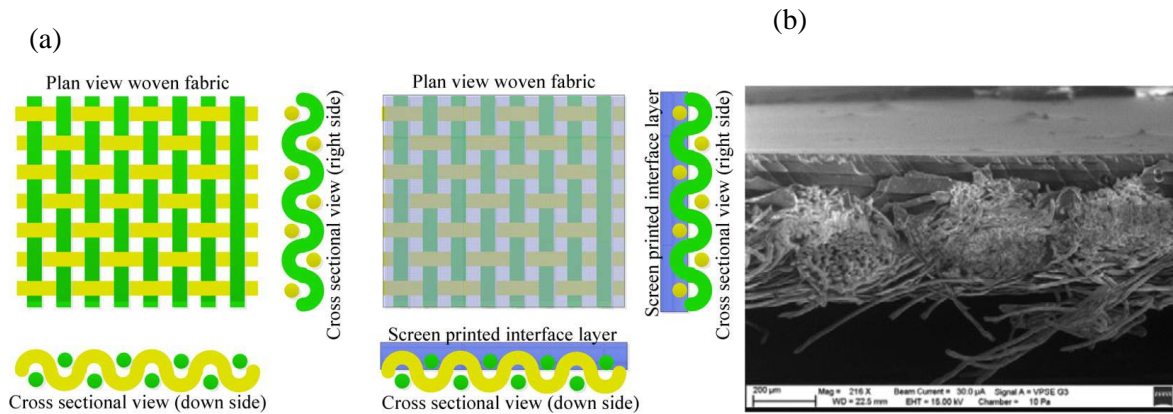 (a)
(b)
Plan view woven fabric
Cross sectional view (right side)
Plan view woven fabric
Screen printed interface layer
Cross sectional view (right side)
Screen printed interface layer
Cross sectional view (down side)
Cross sectional view (down side)
200 µm
Mag = 216 X Beam Current = 30.0µA Signal A = VPSE G3
WD = 22.5 mm EHT = 15.00 kV Chamber = 10 Pa